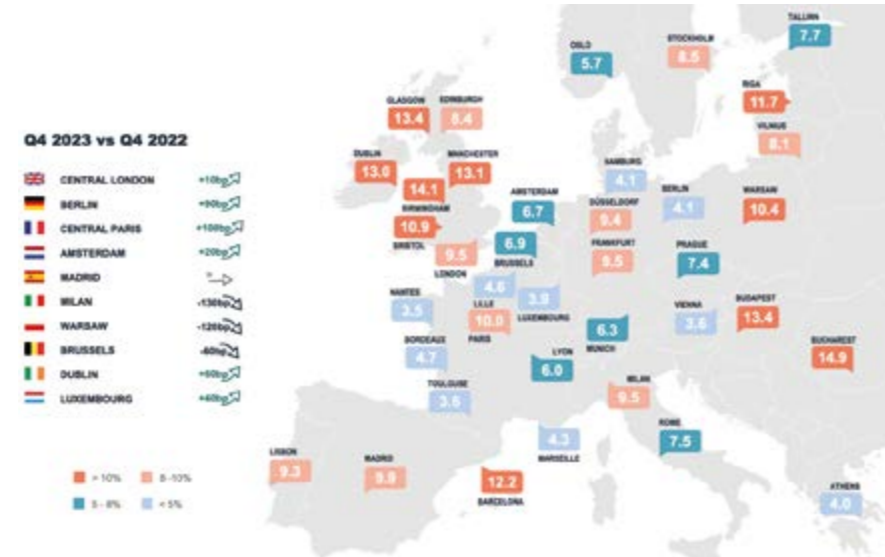 Q4 2023 vs Q4 2022
CENTRAL LONDON +10bp
BERLIN +90bp
CENTRAL PARIS +100bp
AMSTERDAM +20bp
MADRID
MILAN -130bp
WARSAW -120bp
BRUSSELS -60bp
DUBLIN
LUXEMBOURG +40bp
> 10%
8 -10%
5 - 8%
< 5%
TALLINN
7.7
OSLO
5.7
STOCKHOLM
8.5
RIGA
11.7
VILNIUS
8.1
GLASGOW
13.4
EDINBURGH
8.4
DUBLIN
13.0
MANCHESTER
13.1
14.1
BIRMINGHAM
10.9
BRISTOL
9.5
LONDON
AMSTERDAM
6.7
6.9
BRUSSELS
HAMBURG
4.1
BERLIN
4.1
WARSAW
10.4
DÜSSELDORF
9.4
FRANKFURT
PRAGUE
7.4
NANTES
3.5
4.6
LILLE
10.0
PARIS
3.9
LUXEMBOURG
VIENNA
3.6
BUDAPEST
13.4
BUCHAREST
14.9
BORDEAUX
4.7
TOULOUSE
3.6
LYON
6.0
6.3
MUNICH
MILAN
9.5
ROME
7.5
4.3
MARSEILLE
LISBON
9.3
MADRID
9.9
12.2
BARCELONA
ATHENS
4.0